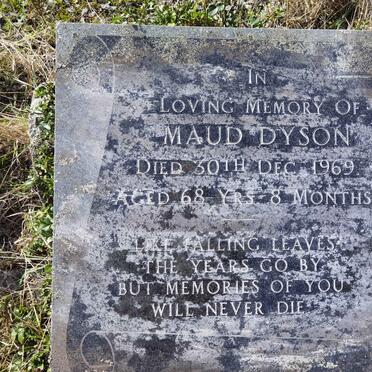 IN
LOVING MEMORY OF
MAUD DYSON
DIED 30TH DEC. 1969.
AGED 68 YRS 8 MONTHS
LIKE FALLING LEAVES
THE YEARS GO BY
BUT MEMORIES OF YOU
WILL NEVER DIE